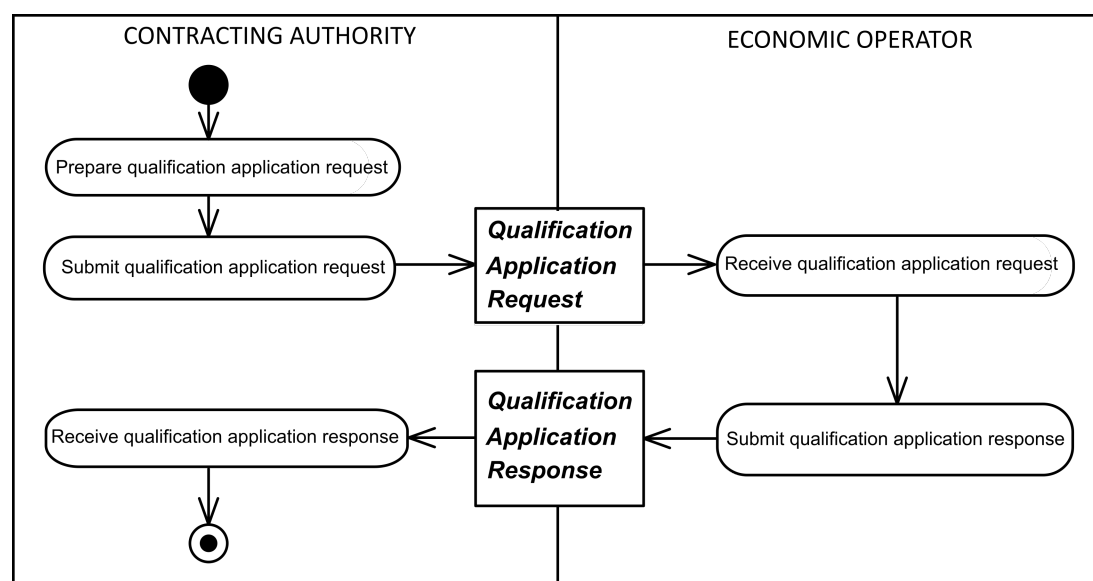 CONTRACTING AUTHORITY
ECONOMIC OPERATOR
Prepare qualification application request
Submit qualification application request
Qualification
Application
Request
Receive qualification application request
Receive qualification application response
Qualification
Application
Response
Submit qualification application response